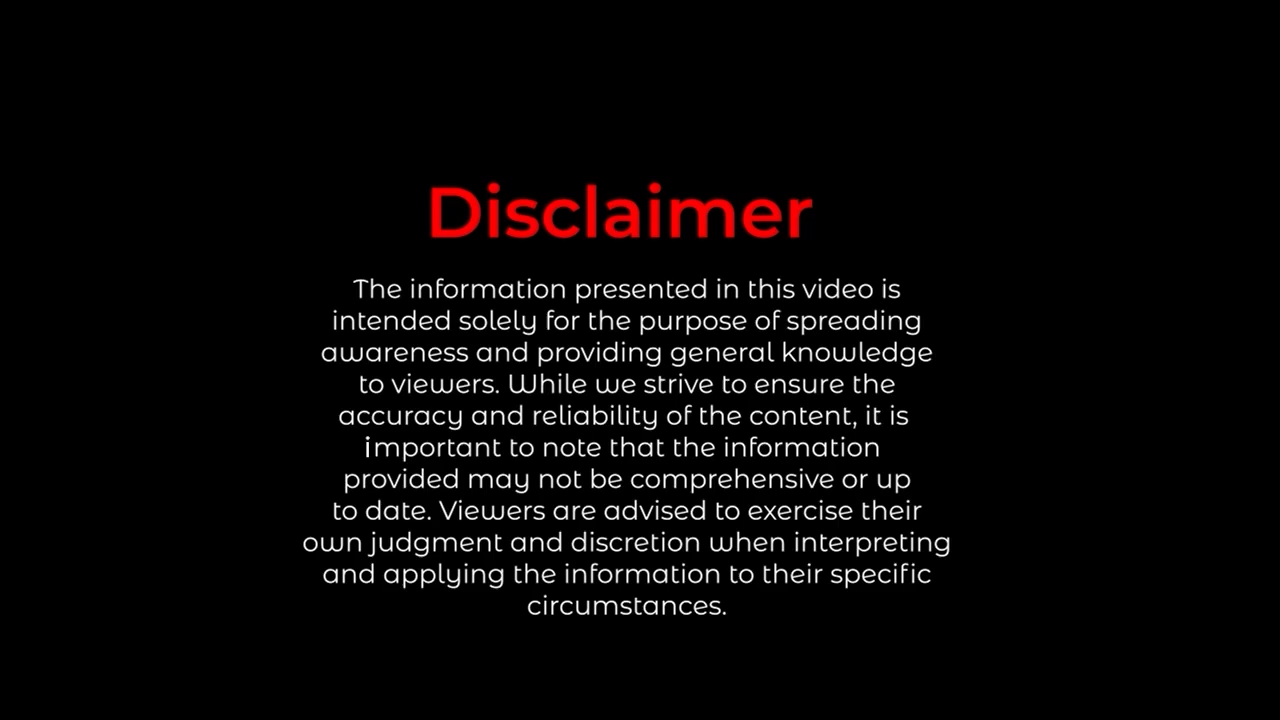 Disclaimer
The information presented in this video is
intended solely for the purpose of spreading
awareness and providing general knowledge
to viewers. While we strive to ensure the
accuracy and reliability of the content, it is
important to note that the information
provided may not be comprehensive or up
to date. Viewers are advised to exercise their
own judgment and discretion when interpreting
and applying the information to their specific
circumstances.